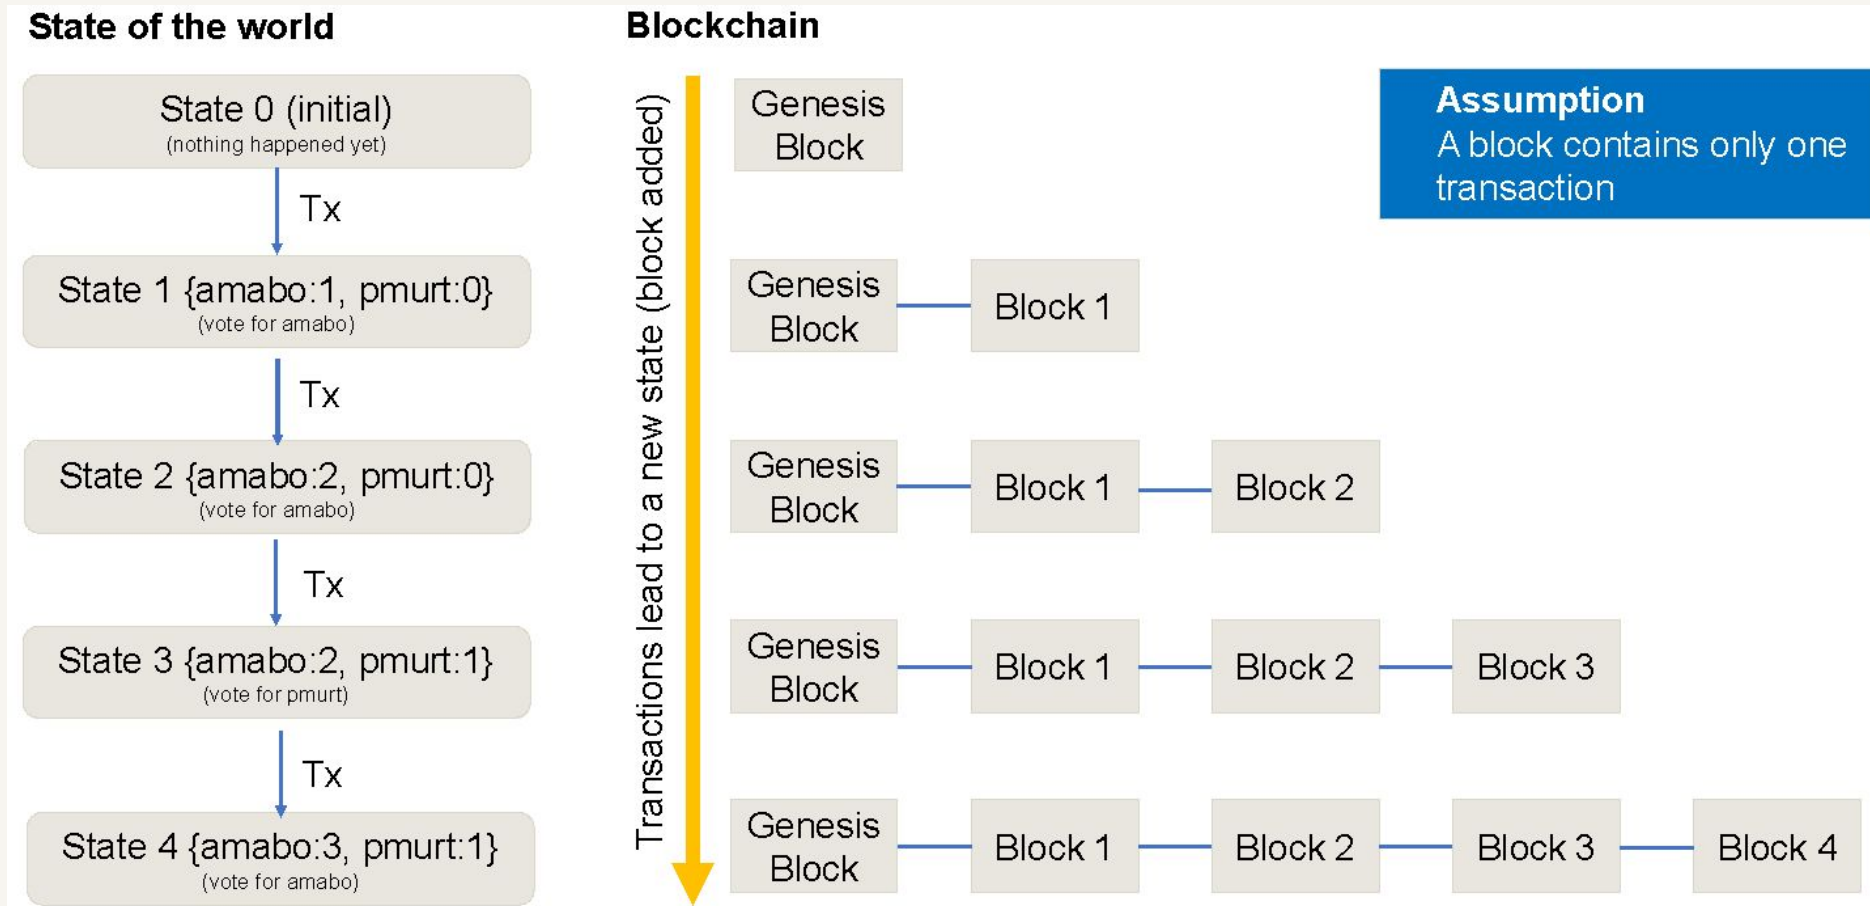 State of the world
State 0 (initial)
(nothing happened yet)
Tx
State 1 {amabo:1, pmurt:0}
(vote for amabo)
Tx
State 2 {amabo:2, pmurt:0}
(vote for amabo)
Tx
State 3 {amabo:2, pmurt:1}
(vote for pmurt)
Tx
State 4 {amabo:3, pmurt:1}
(vote for amabo)
Blockchain
Transactions lead to a new state (block added)
Genesis
Block
Genesis
Block
Block 1
Genesis
Block
Block 1
Block 2
Genesis
Block
Block 1
Block 2
Block 3
Genesis
Block
Block 1
Block 2
Block 3
Block 4
Assumption
A block contains only one
transaction